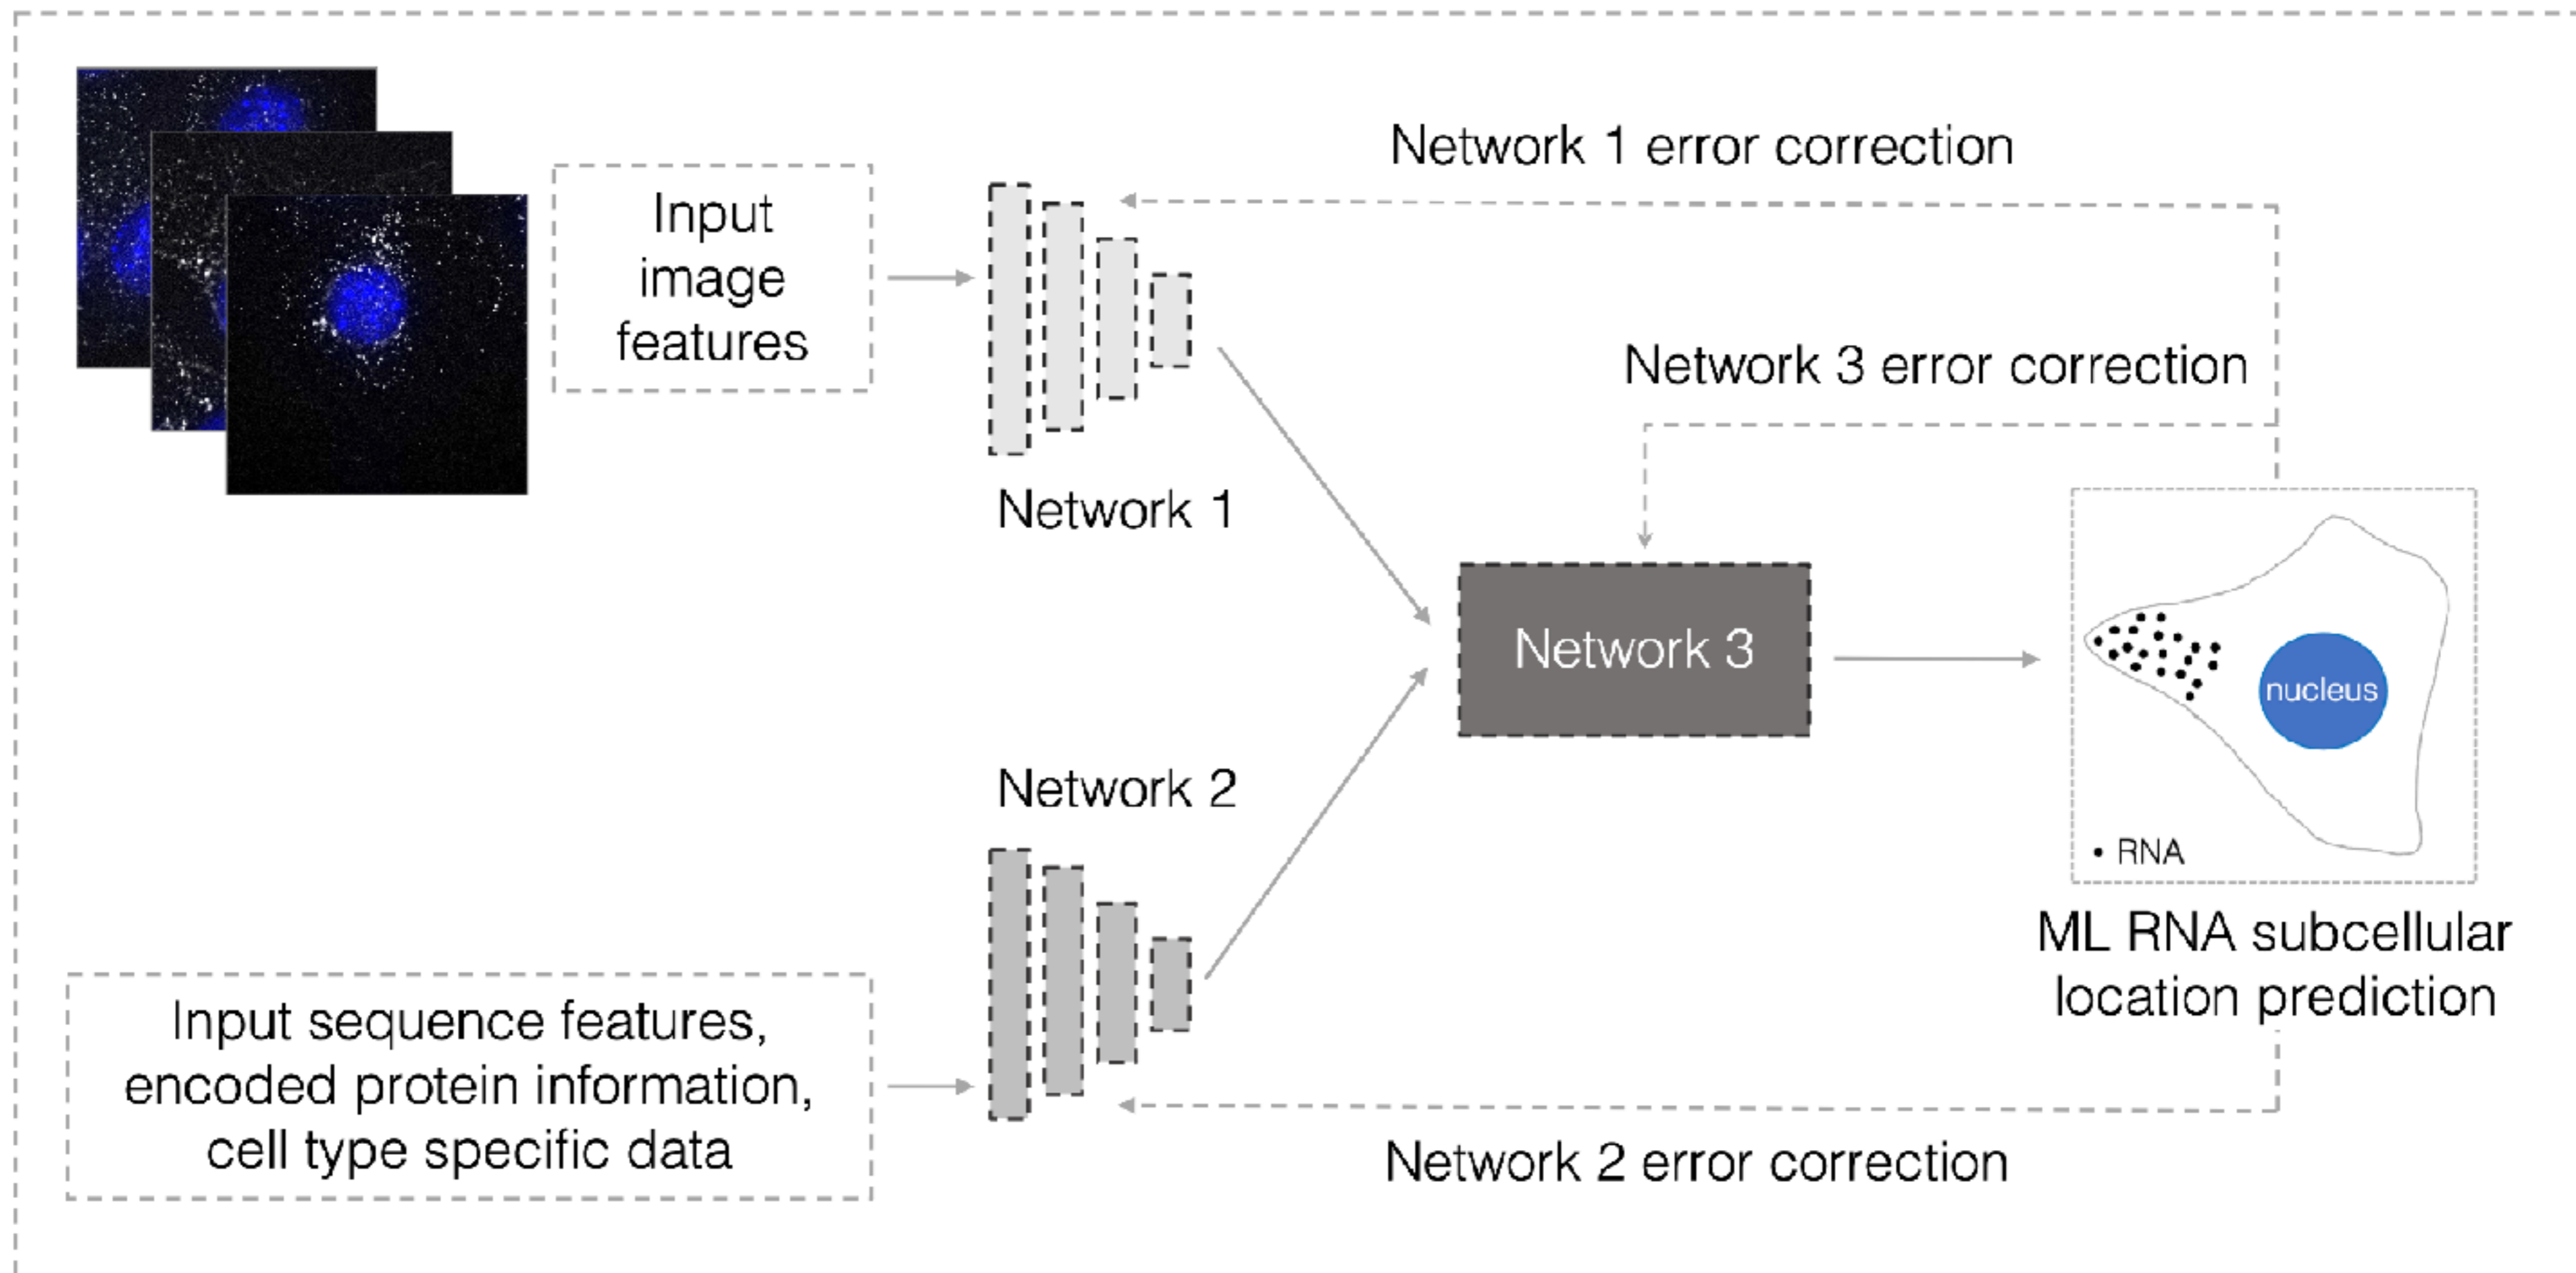 Input
image
features
Network 1 error correction
Network 3 error correction
Network 1
Network 3
nucleus
• RNA
Network 2
ML RNA subcellular
location prediction
Input sequence features,
encoded protein information,
cell type specific data
Network 2 error correction